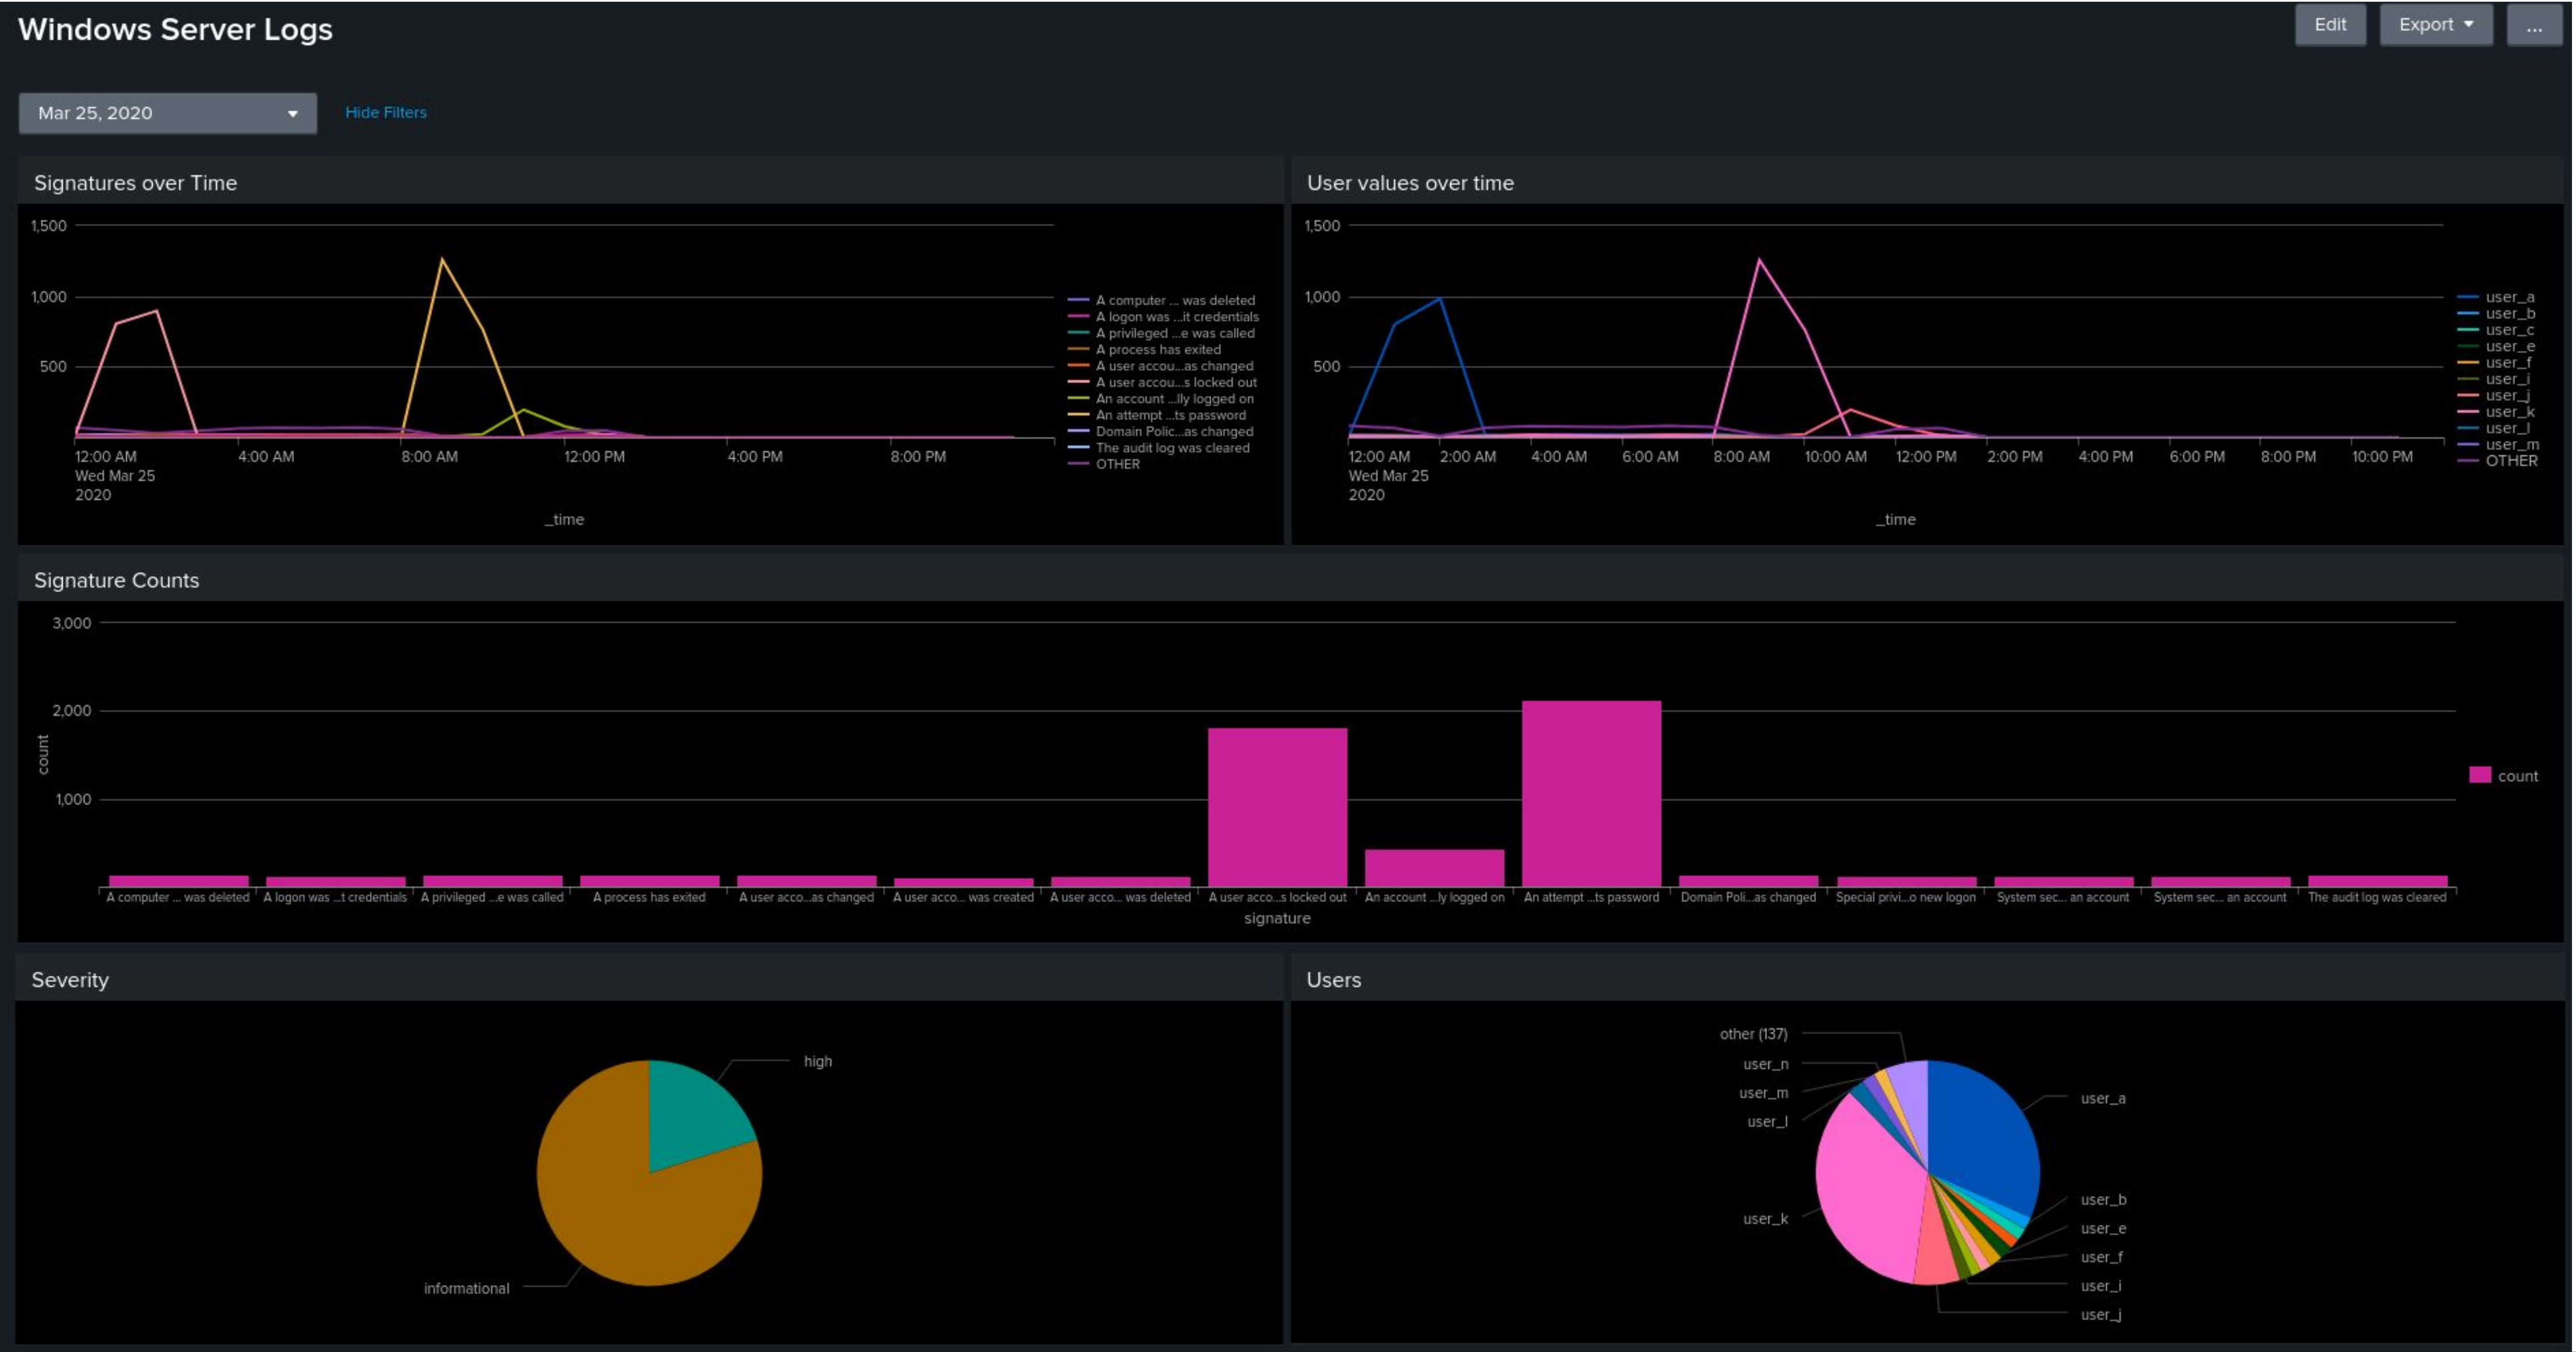 Windows Server Logs
Edit
Export
...
Mar 25, 2020
Hide Filters
Signatures over Time
1,500
1,000
500
12:00 AM
Wed Mar 25
2020
4:00 AM
8:00 AM
12:00 PM
4:00 PM
8:00 PM
_time
A computer ... was deleted
A logon was ...it credentials
A privileged ...e was called
A process has exited
A user accou...as changed
A user accou...s locked out
An account ...lly logged on
An attempt ...ts password
Domain Polic...as changed
The audit log was cleared
OTHER
User values over time
1,500
1,000
500
12:00 AM
Wed Mar 25
2020
2:00 AM
4:00 AM
6:00 AM
8:00 AM
10:00 AM
12:00 PM
2:00 PM
4:00 PM
6:00 PM
8:00 PM
10:00 PM
_time
user_a
user_b
user_c
user_e
user_f
user_i
user_j
user_k
user_l
user_m
OTHER
Signature Counts
3,000
2,000
1,000
count
A computer ... was deleted
A logon was ...t credentials
A privileged ...e was called
A process has exited
A user acco...as changed
A user acco... was created
A user acco... was deleted
A user acco...s locked out
An account ...ly logged on
An attempt ...ts password
Domain Poli...as changed
Special privi...o new logon
System sec... an account
System sec... an account
The audit log was cleared
signature
count
Severity
high
informational
Users
other (137)
user_n
user_m
user_l
user_k
user_a
user_b
user_e
user_f
user_i
user_j